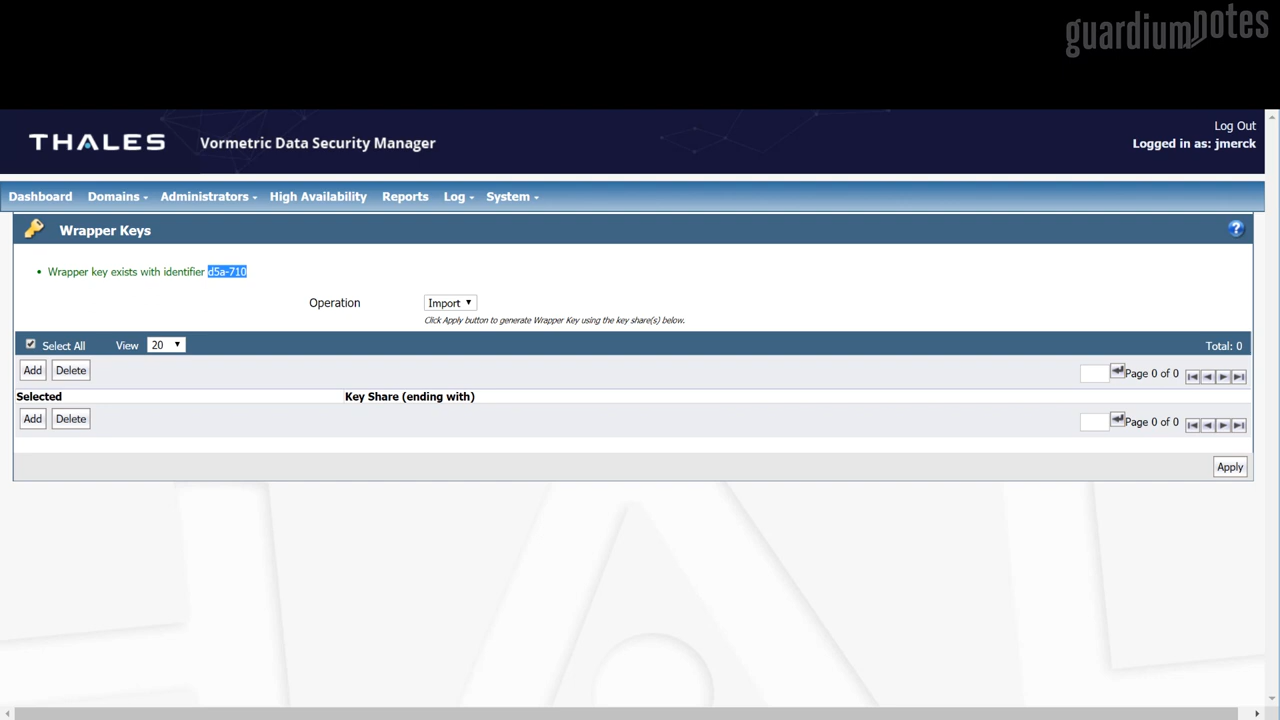 guardiumnotes
THALES
Vormetric Data Security Manager
Log Out
Logged in as: jmerck
Dashboard Domains Administrators High Availability Reports Log System
Wrapper Keys
?
• Wrapper key exists with identifier d5a-710
Operation Import
Click Apply button to generate Wrapper Key using the key share(s) below.
Select All View 20 Total: 0
Add Delete Page 0 of 0
Selected Key Share (ending with)
Add Delete Page 0 of 0
Apply